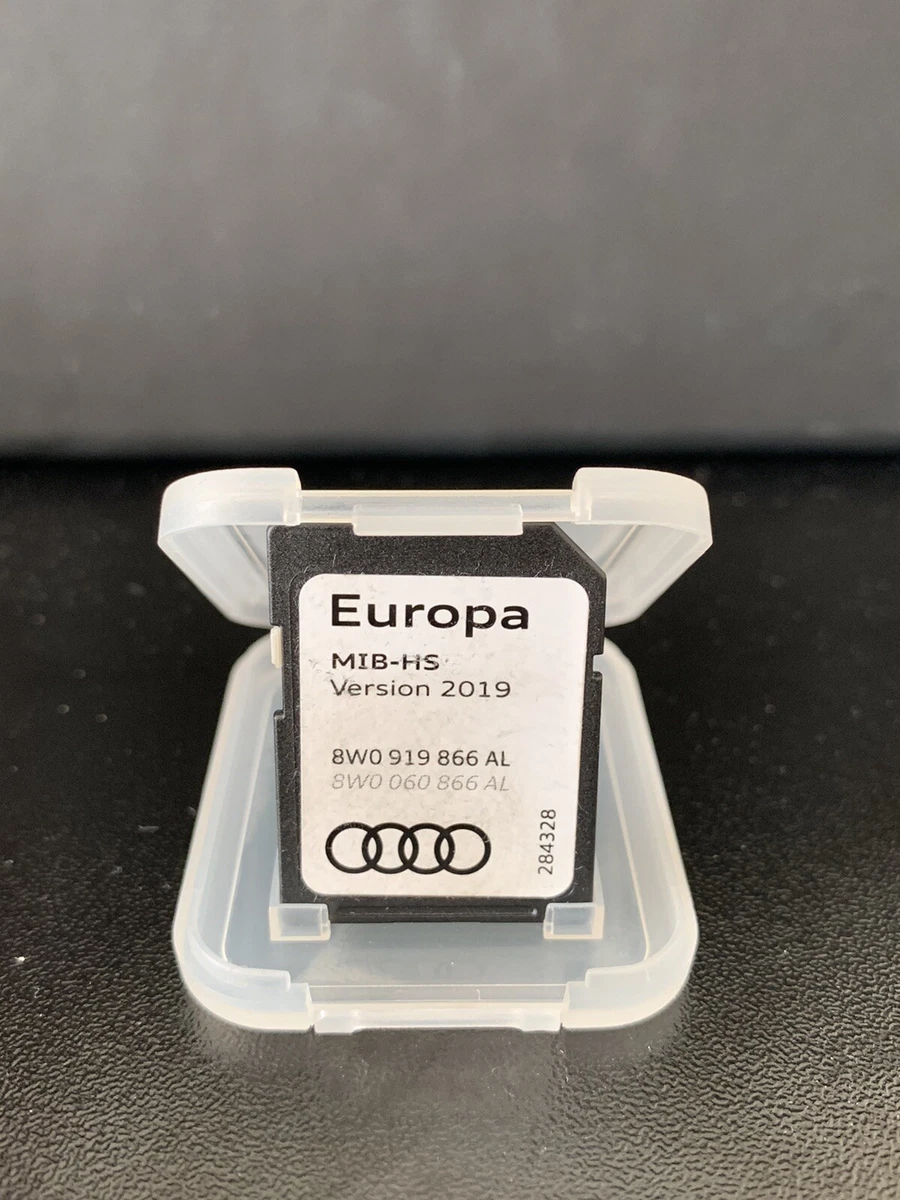 Europa
MIB-HS
Version 2019
8W0 919 866 AL
8W0 060 866 AL
284328